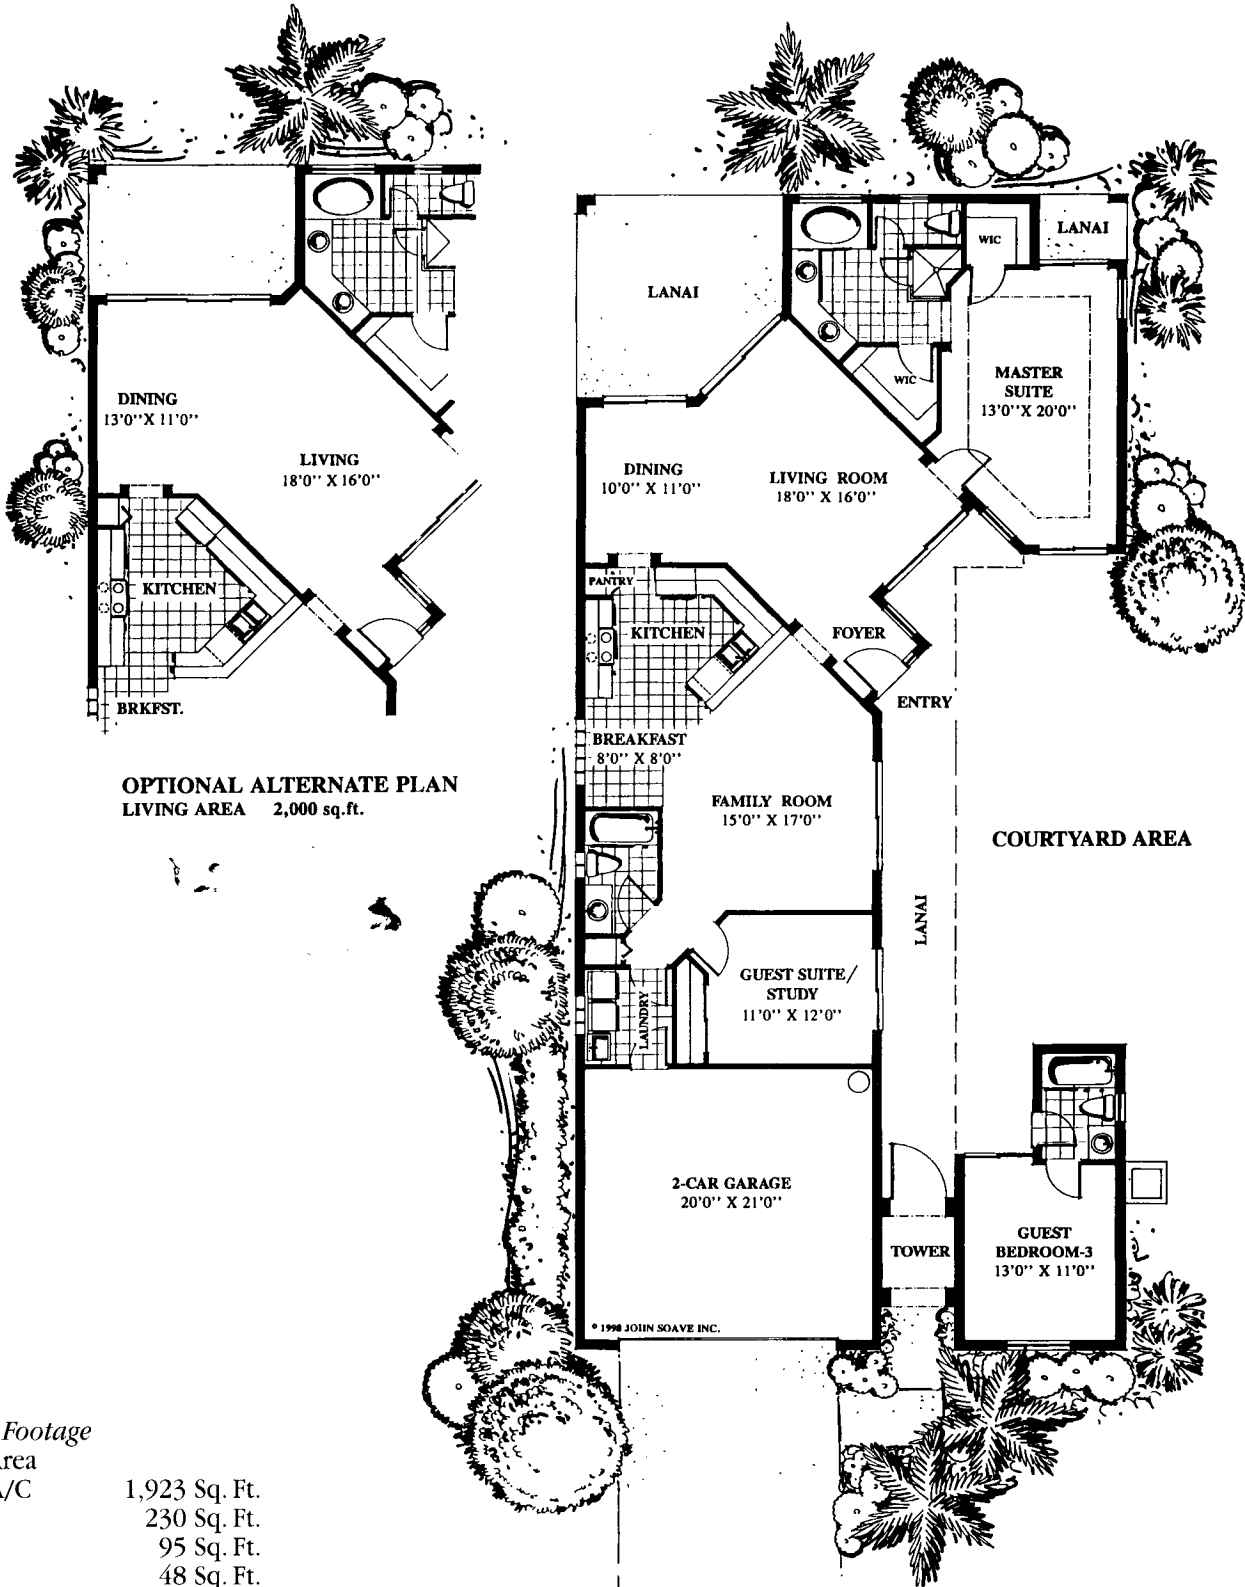 LANAI
LANAI
WIC
WIC
MASTER
SUITE
13'0" X 20'0"
DINING
13'0" X 11'0"
LIVING
18'0" X 16'0"
DINING
10'0" X 11'0"
LIVING ROOM
18'0" X 16'0"
KITCHEN
PANTRY
KITCHEN
FOYER
ENTRY
BRKFST.
BREAKFAST
8'0" X 8'0"
OPTIONAL ALTERNATE PLAN
LIVING AREA 2,000 sq.ft.
FAMILY ROOM
15'0" X 17'0"
COURTYARD AREA
LANAI
GUEST SUITE/
STUDY
11'0" X 12'0"
LAUNDRY
2-CAR GARAGE
20'0" X 21'0"
TOWER
GUEST
BEDROOM-3
13'0" X 11'0"
© 1998 JOHN SOAVE INC.
Footage
Area
A/C 1,923 Sq. Ft.
230 Sq. Ft.
95 Sq. Ft.
48 Sq. Ft.